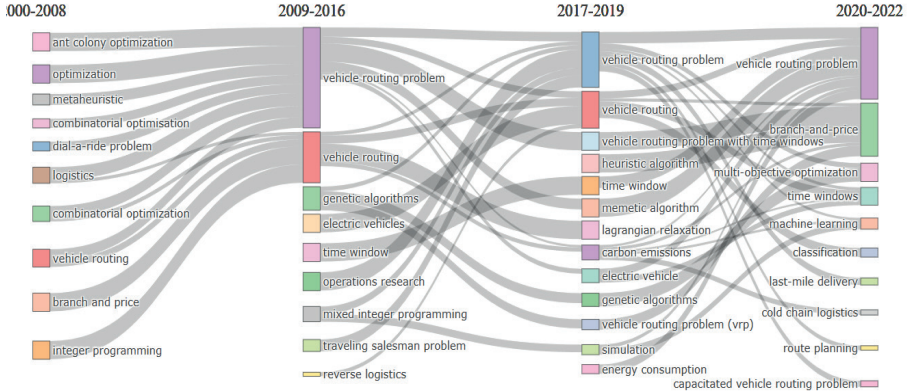 000-2008
2009-2016
2017-2019
2020-2022
ant colony optimization
optimization
metaheuristic
combinatorial optimisation
dial-a-ride problem
logistics
combinatorial optimization
vehicle routing
branch and price
integer programming
vehicle routing problem
vehicle routing
genetic algorithms
electric vehicles
time window
operations research
mixed integer programming
traveling salesman problem
reverse logistics
vehicle routing problem
vehicle routing
vehicle routing problem with time windows
heuristic algorithm
time window
memetic algorithm
lagrangian relaxation
carbon emissions
electric vehicle
genetic algorithms
vehicle routing problem (vrp)
simulation
energy consumption
vehicle routing problem
branch-and-price
multi-objective optimization
time windows
machine learning
classification
last-mile delivery
cold chain logistics
route planning
capacitated vehicle routing problem